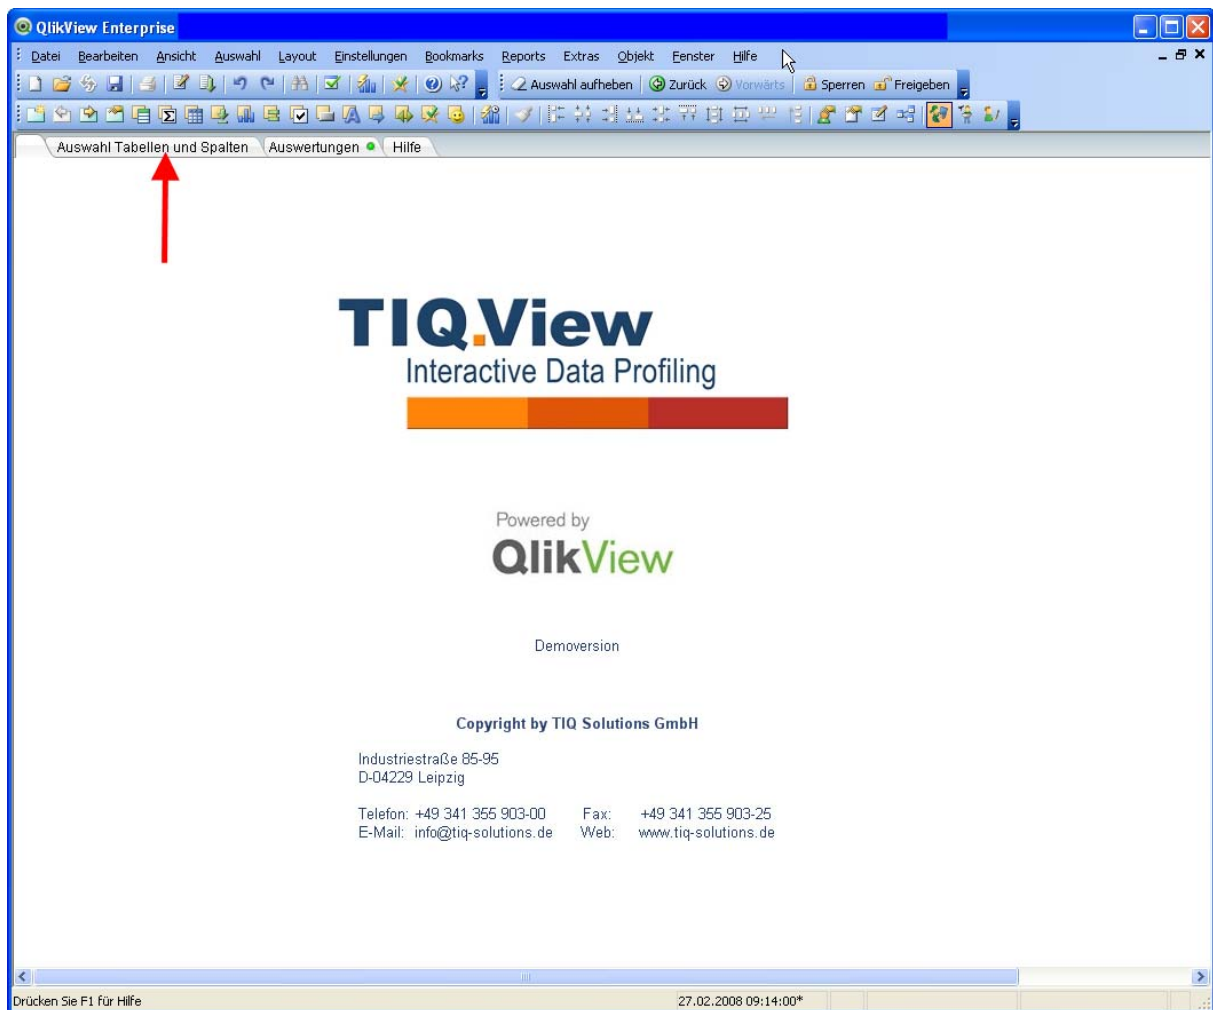 QlikView Enterprise
Datei Bearbeiten Ansicht Auswahl Layout Einstellungen Bookmarks Reports Extras Objekt Fenster Hilfe
Auswahl aufheben Zurück Vorwärts Sperren Freigeben
Auswahl Tabellen und Spalten Auswertungen Hilfe
TIQ.View
Interactive Data Profiling
Powered by
QlikView
Demoversion
Copyright by TIQ Solutions GmbH
Industriestraße 85-95
D-04229 Leipzig
Telefon: +49 341 355 903-00 Fax: +49 341 355 903-25
E-Mail: info@tiq-solutions.de Web: www.tiq-solutions.de
Drücken Sie F1 für Hilfe 27.02.2008 09:14:00*